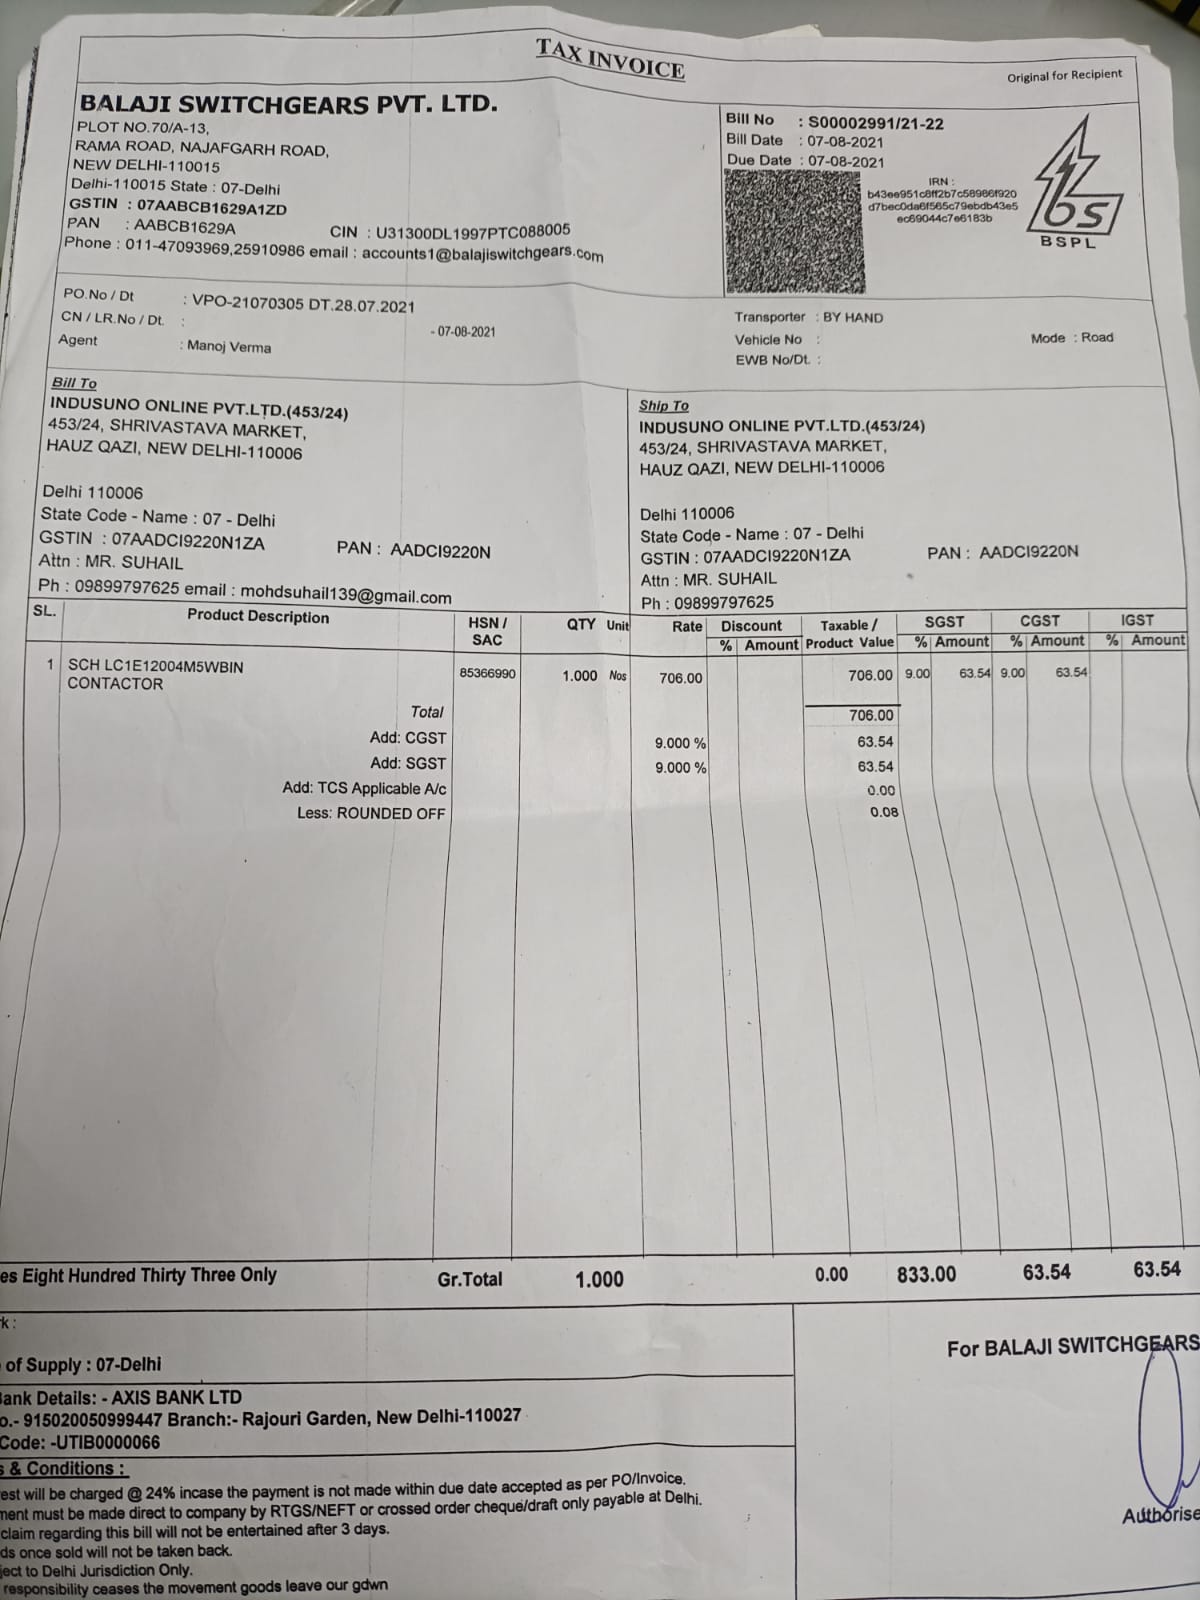 TAX INVOICE
Original for Recipient
BALAJI SWITCHGEARS PVT. LTD.
PLOT NO.70/A-13,
RAMA ROAD, NAJAFGARH ROAD,
NEW DELHI-110015
Delhi-110015 State : 07-Delhi
GSTIN : 07AABCB1629A1ZD
PAN : AABCB1629A CIN : U31300DL1997PTC088005
Phone : 011-47093969,25910986 email : accounts1@balajiswitchgears.com
Bill No : S00002991/21-22
Bill Date : 07-08-2021
Due Date : 07-08-2021
IRN :
b43ee951c8ff2b7c58986f920
d7bec0da6f565c79ebdb43e5
ec69044c7e6183b
bs
BSPL
PO.No / Dt : VPO-21070305 DT.28.07.2021
CN / LR.No / Dt. : - 07-08-2021
Agent : Manoj Verma
Transporter : BY HAND
Vehicle No : Mode : Road
EWB No/Dt. :
Bill To
INDUSUNO ONLINE PVT.LTD.(453/24)
453/24, SHRIVASTAVA MARKET,
HAUZ QAZI, NEW DELHI-110006
Delhi 110006
State Code - Name : 07 - Delhi
GSTIN : 07AADCI9220N1ZA PAN : AADCI9220N
Attn : MR. SUHAIL
Ph : 09899797625 email : mohdsuhail139@gmail.com
Ship To
INDUSUNO ONLINE PVT.LTD.(453/24)
453/24, SHRIVASTAVA MARKET,
HAUZ QAZI, NEW DELHI-110006
Delhi 110006
State Code - Name : 07 - Delhi
GSTIN : 07AADCI9220N1ZA PAN : AADCI9220N
Attn : MR. SUHAIL
Ph : 09899797625
SL. Product Description HSN / SAC QTY Unit Rate Discount Taxable / Product Value SGST CGST IGST
% Amount % Amount % Amount % Amount
1 SCH LC1E12004M5WBIN 85366990 1.000 Nos 706.00 706.00 9.00 63.54 9.00 63.54
CONTACTOR
Total 706.00
Add: CGST 9.000 % 63.54
Add: SGST 9.000 % 63.54
Add: TCS Applicable A/c 0.00
Less: ROUNDED OFF 0.08
es Eight Hundred Thirty Three Only Gr.Total 1.000 0.00 833.00 63.54 63.54
k :
of Supply : 07-Delhi
Bank Details: - AXIS BANK LTD
o.- 915020050999447 Branch:- Rajouri Garden, New Delhi-110027
Code: -UTIB0000066
s & Conditions :
est will be charged @ 24% incase the payment is not made within due date accepted as per PO/Invoice.
ment must be made direct to company by RTGS/NEFT or crossed order cheque/draft only payable at Delhi.
claim regarding this bill will not be entertained after 3 days.
ds once sold will not be taken back.
ject to Delhi Jurisdiction Only.
responsibility ceases the movement goods leave our gdwn
For BALAJI SWITCHGEARS
Authorise